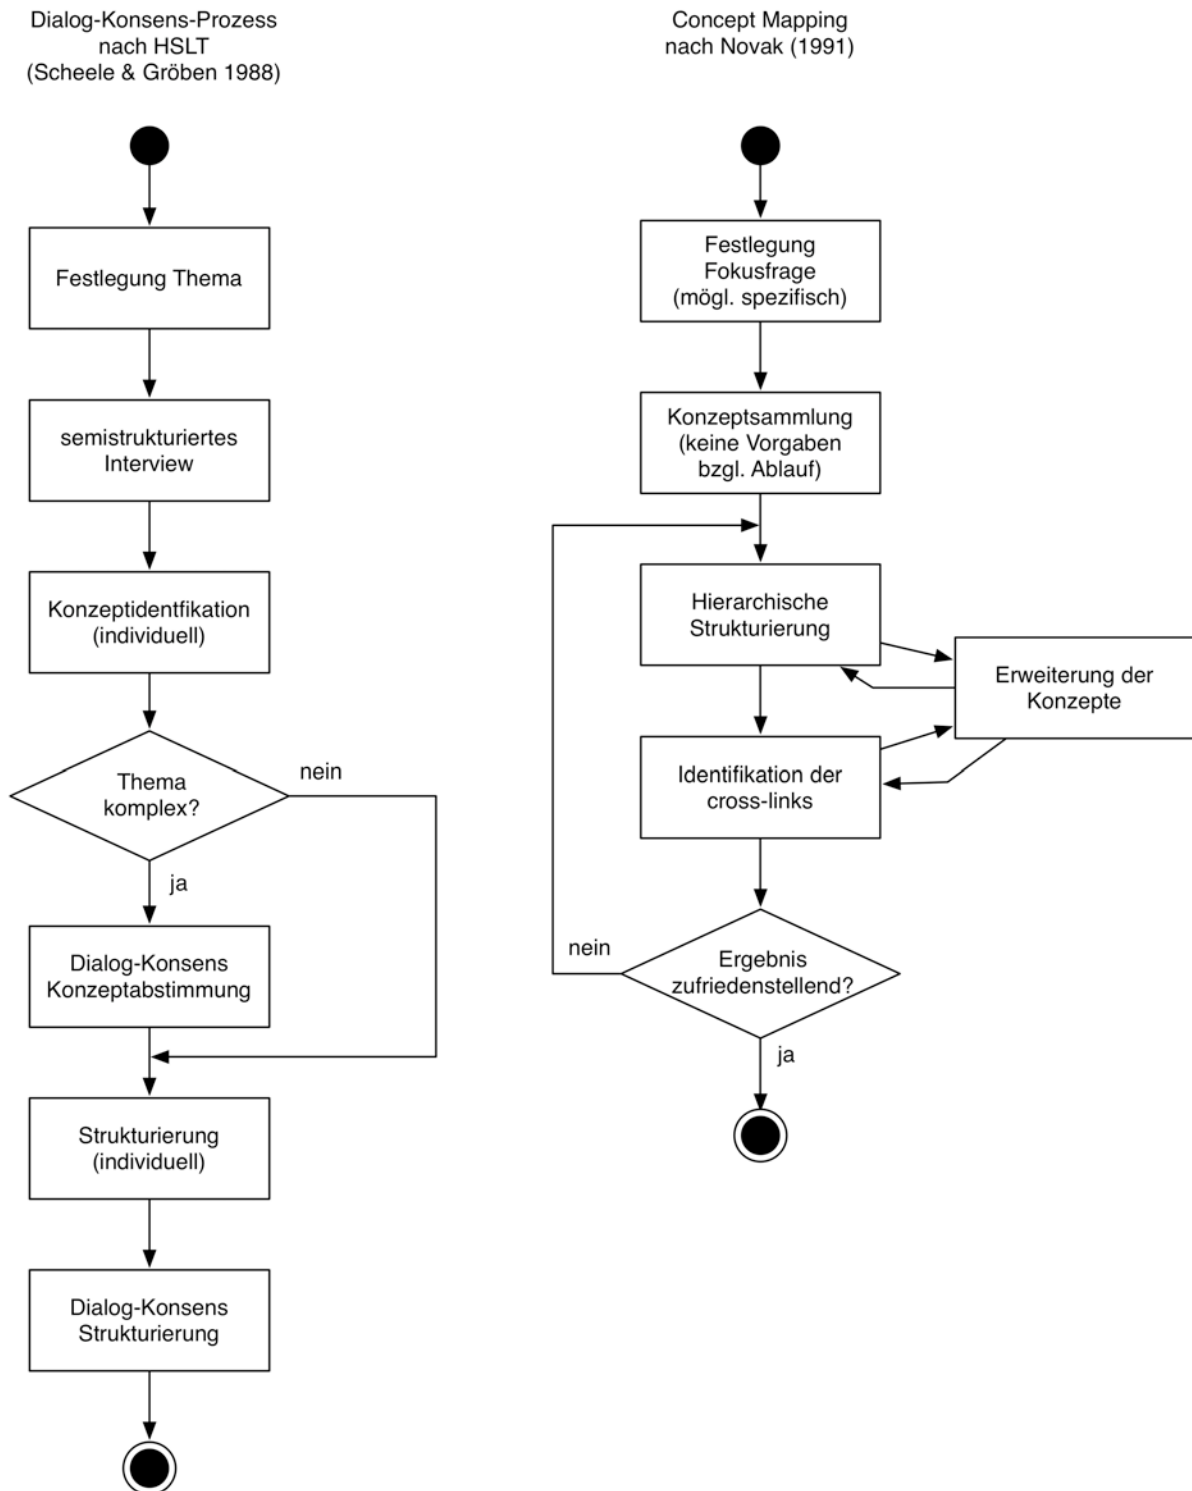 Dialog-Konsens-Prozess
nach HSLT
(Scheele & Gröben 1988)
Festlegung Thema
semistrukturiertes
Interview
Konzeptidentfikation
(individuell)
Thema
komplex?
nein
ja
Dialog-Konsens
Konzeptabstimmung
Strukturierung
(individuell)
Dialog-Konsens
Strukturierung
Concept Mapping
nach Novak (1991)
Festlegung
Fokusfrage
(mögl. spezifisch)
Konzeptsammlung
(keine Vorgaben
bzgl. Ablauf)
Hierarchische
Strukturierung
Erweiterung der
Konzepte
Identifikation der
cross-links
nein
Ergebnis
zufriedenstellend?
ja